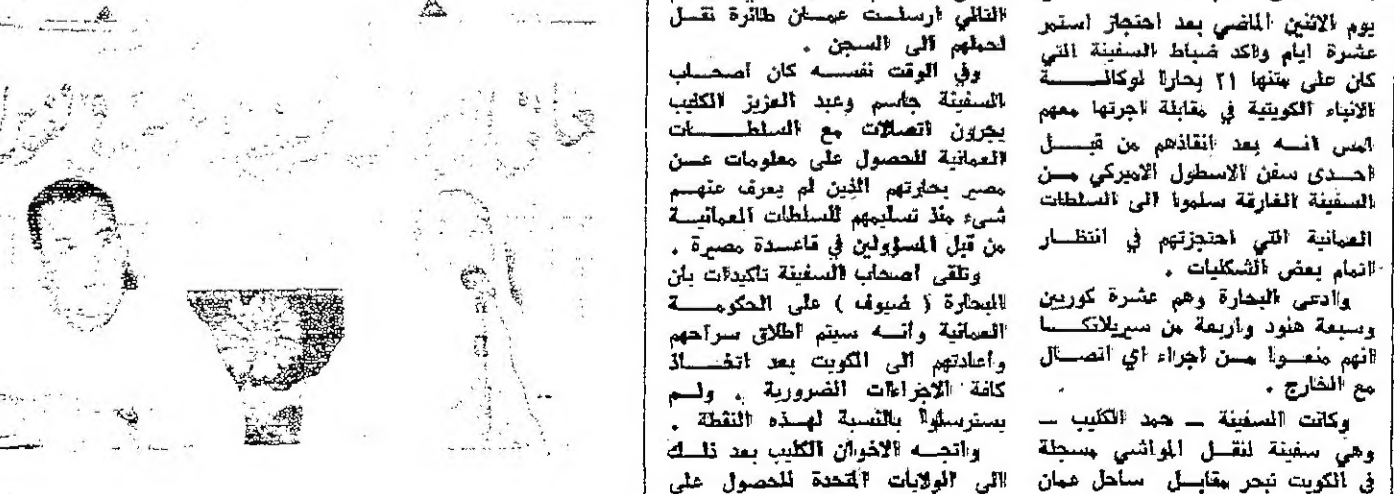 يوم الاثنين الماضي بعد احتجاز استمر
عشرة ايام واكد ضباط السفينة التي
كان على متنها ٢١ بحارا لوكالة
الانباء الكويتية في مقابلة اجرتها معهم
امس انه بعد انقاذهم من قبل
احدى سفن الاسطول الاميركي من
السفينة الغارقة سلموا الى السلطات
العمانية التي احتجزتهم في انتظار
اتمام بعض الشكليات .
وادعى البحارة وهم عشرة كوريين
وسبعة هنود واربعة من سيريلانكا
انهم منعوا من اجراء اي اتصال
مع الخارج .
وكانت السفينة ــ حمد الكليب ــ
وهي سفينة لنقل المواشي مسجلة
في الكويت تبحر مقابل ساحل عمان
التالي ارسلت عمان طائرة نقل
لحملهم الى السجن .
وفي الوقت نفسه كان اصحاب
السفينة جاسم وعبد العزيز الكليب
يجرون اتصالات مع السلطات
العمانية للحصول على معلومات عن
مصير بحارتهم الذين لم يعرف عنهم
شيء منذ تسليمهم للسلطات العمانية
من قبل المسؤولين في قاعدة مصيرة .
وتلقى اصحاب السفينة تاكيدات بان
البحارة ( ضيوف ) على الحكومة
العمانية وانه سيتم اطلاق سراحهم
واعادتهم الى الكويت بعد اتخاذ
كافة الاجراءات الضرورية . ولم
يسترسلوا بالنسبة لهذه النقطة .
واتجه الاخوان الكليب بعد ذلك
الى الولايات المتحدة للحصول على